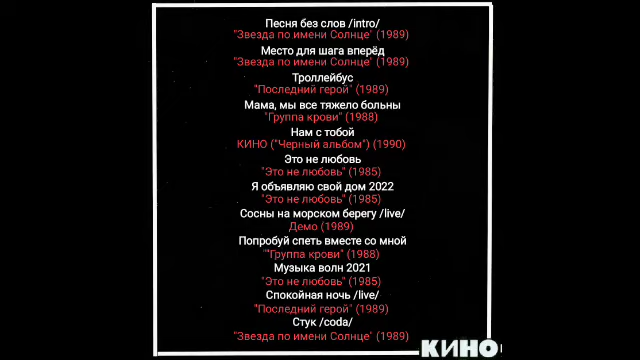 Песня без слов /intro/
"Звезда по имени Солнце" (1989)
Место для шага вперёд
"Звезда по имени Солнце" (1989)
Троллейбус
"Последний герой" (1989)
Мама, мы все тяжело больны
"Группа крови" (1988)
Нам с тобой
КИНО ("Черный альбом") (1990)
Это не любовь
"Это не любовь" (1985)
Я объявляю свой дом 2022
"Это не любовь" (1985)
Сосны на морском берегу /live/
Демо (1989)
Попробуй спеть вместе со мной
""Группа крови" (1988)
Музыка волн 2021
"Это не любовь" (1985)
Спокойная ночь /live/
"Последний герой" (1989)
Стук /coda/
"Звезда по имени Солнце" (1989)
КИНО